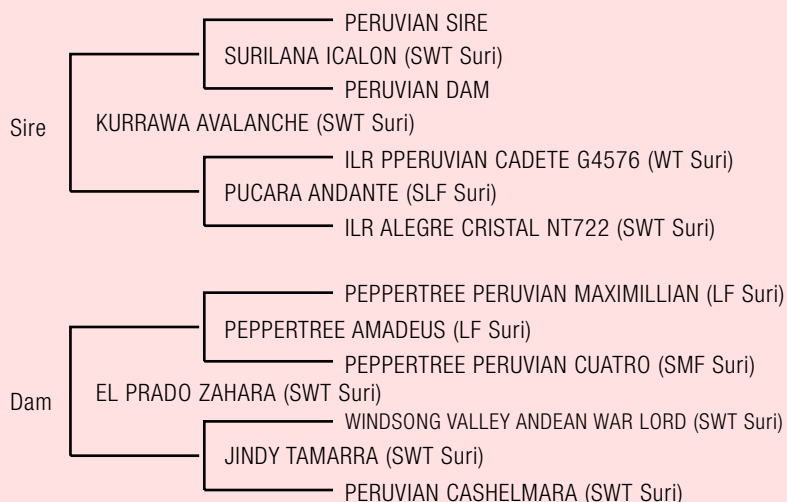 PERUVIAN SIRE
SURILANA ICALON (SWT Suri)
PERUVIAN DAM
Sire
KURRAWA AVALANCHE (SWT Suri)
ILR PPERUVIAN CADETE G4576 (WT Suri)
PUCARA ANDANTE (SLF Suri)
ILR ALEGRE CRISTAL NT722 (SWT Suri)
PEPPERTREE PERUVIAN MAXIMILLIAN (LF Suri)
PEPPERTREE AMADEUS (LF Suri)
PEPPERTREE PERUVIAN CUATRO (SMF Suri)
Dam
EL PRADO ZAHARA (SWT Suri)
WINDSONG VALLEY ANDEAN WAR LORD (SWT Suri)
JINDY TAMARRA (SWT Suri)
PERUVIAN CASHELMARA (SWT Suri)